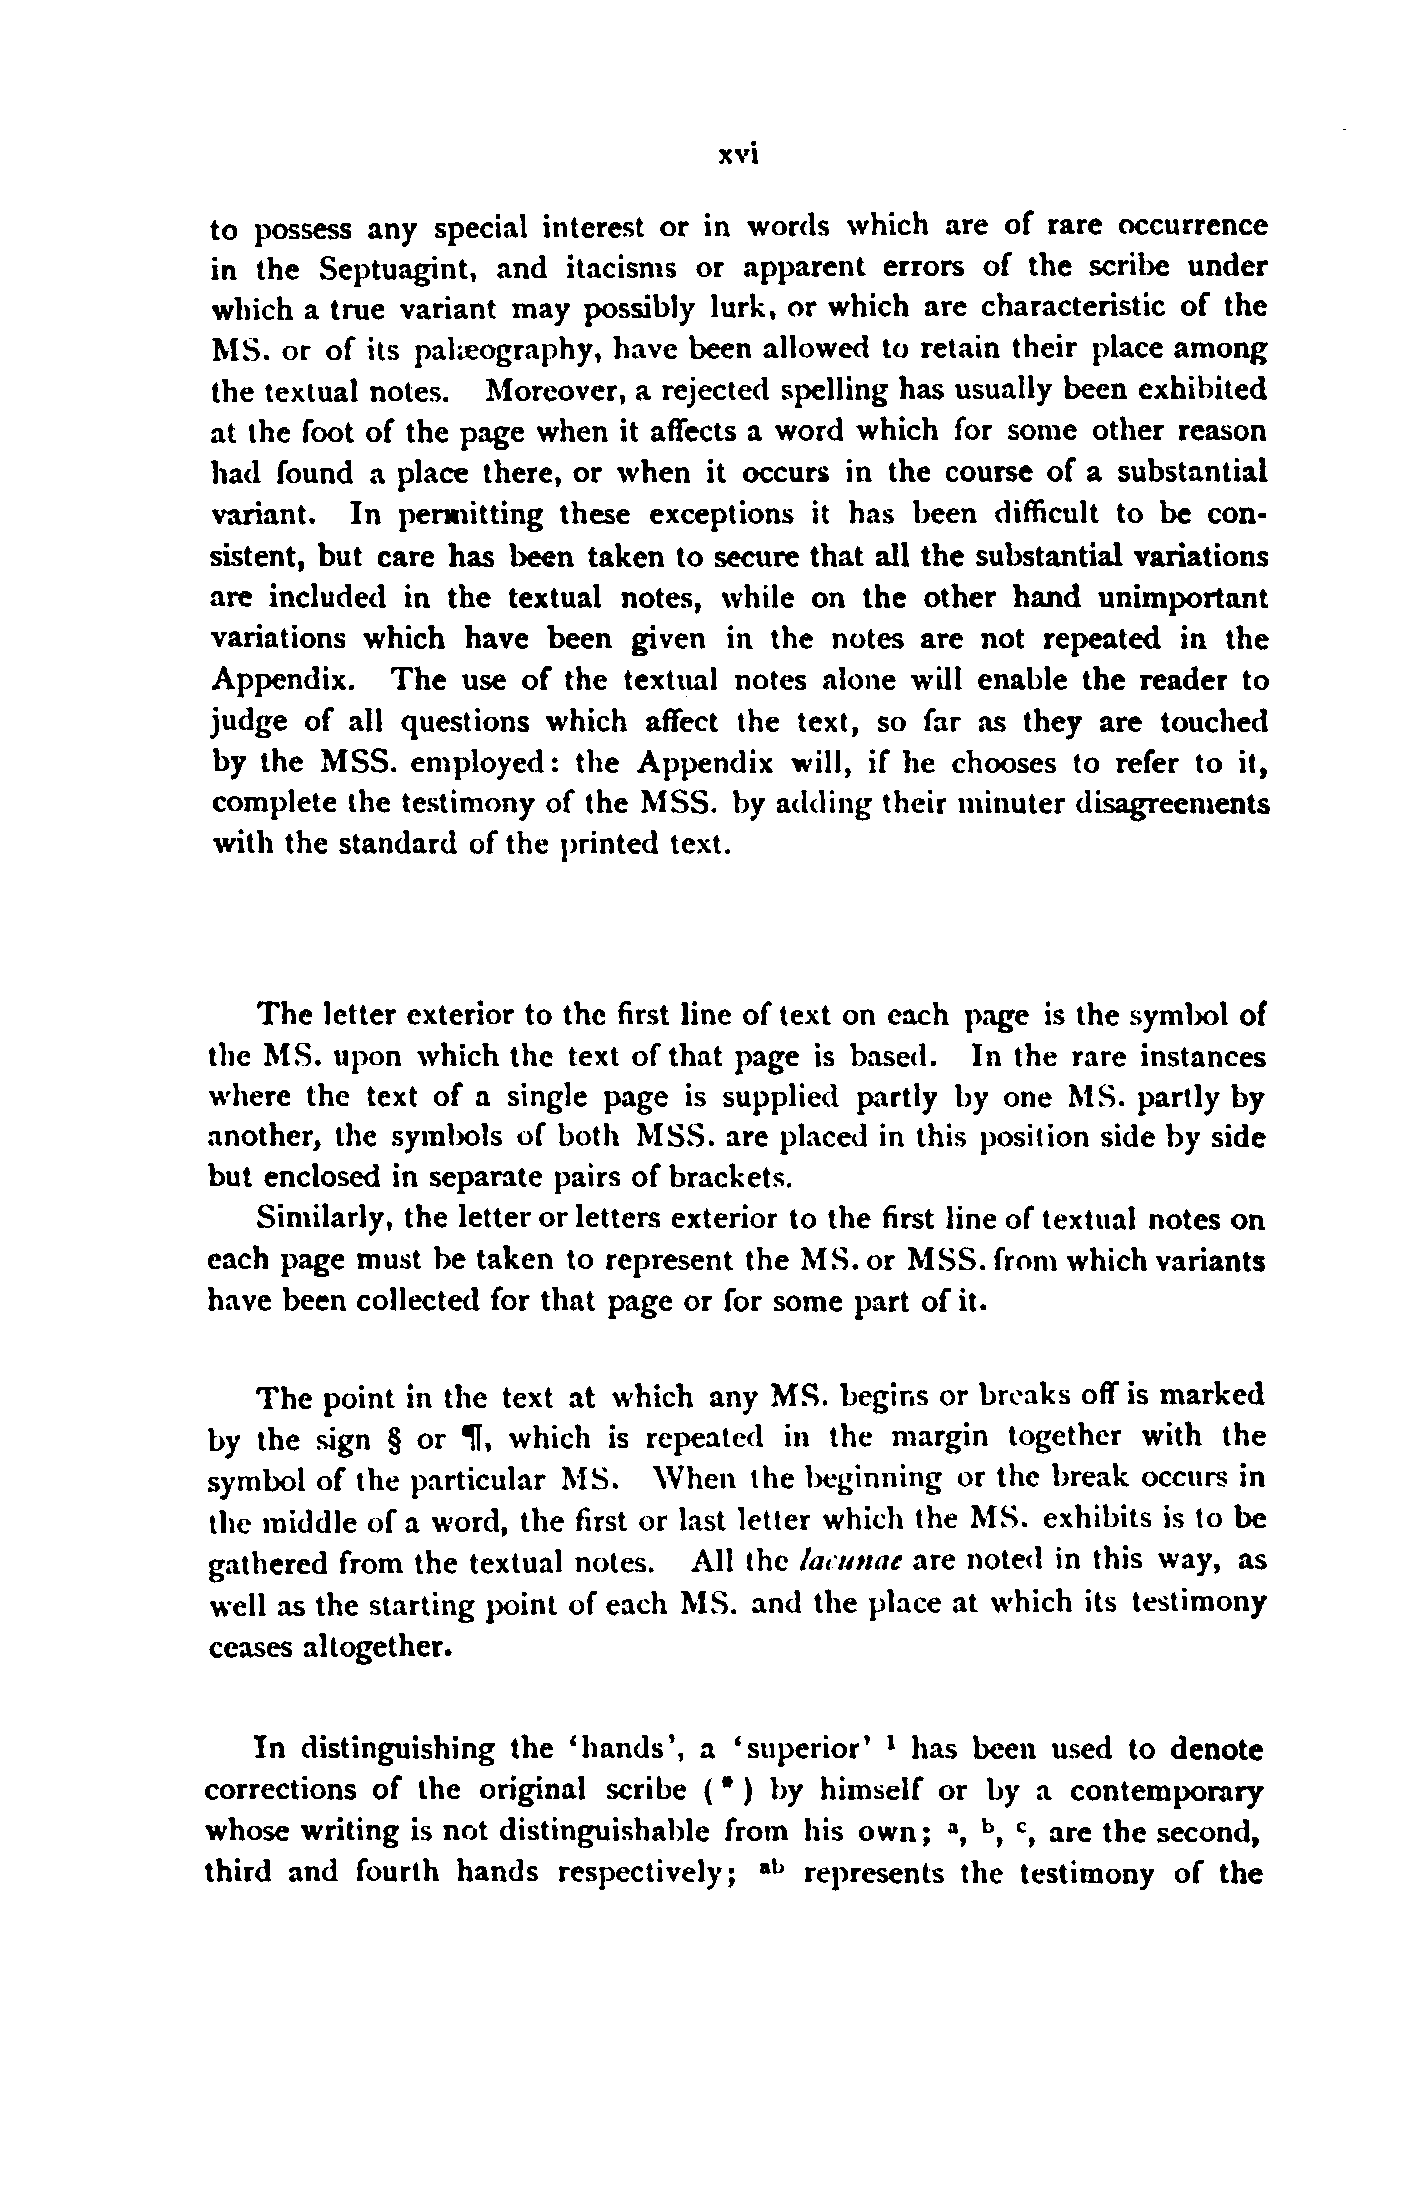 xvi
to possess any special interest or in words which are of rare occurrence
in the Septuagint, and itacisms or apparent errors of the scribe under
which a true variant may possibly lurk, or which are characteristic of the
MS. or of its palæography, have been allowed to retain their place among
the textual notes. Moreover, a rejected spelling has usually been exhibited
at the foot of the page when it affects a word which for some other reason
had found a place there, or when it occurs in the course of a substantial
variant. In permitting these exceptions it has been difficult to be con-
sistent, but care has been taken to secure that all the substantial variations
are included in the textual notes, while on the other hand unimportant
variations which have been given in the notes are not repeated in the
Appendix. The use of the textual notes alone will enable the reader to
judge of all questions which affect the text, so far as they are touched
by the MSS. employed: the Appendix will, if he chooses to refer to it,
complete the testimony of the MSS. by adding their minuter disagreements
with the standard of the printed text.
The letter exterior to the first line of text on each page is the symbol of
the MS. upon which the text of that page is based. In the rare instances
where the text of a single page is supplied partly by one MS. partly by
another, the symbols of both MSS. are placed in this position side by side
but enclosed in separate pairs of brackets.
Similarly, the letter or letters exterior to the first line of textual notes on
each page must be taken to represent the MS. or MSS. from which variants
have been collected for that page or for some part of it.
The point in the text at which any MS. begins or breaks off is marked
by the sign § or ¶, which is repeated in the margin together with the
symbol of the particular MS. When the beginning or the break occurs in
the middle of a word, the first or last letter which the MS. exhibits is to be
gathered from the textual notes. All the lacunae are noted in this way, as
well as the starting point of each MS. and the place at which its testimony
ceases altogether.
In distinguishing the ‘hands’, a ‘superior’ ¹ has been used to denote
corrections of the original scribe ( * ) by himself or by a contemporary
whose writing is not distinguishable from his own; ᵃ, ᵇ, ᶜ, are the second,
third and fourth hands respectively; ᵃᵇ represents the testimony of the